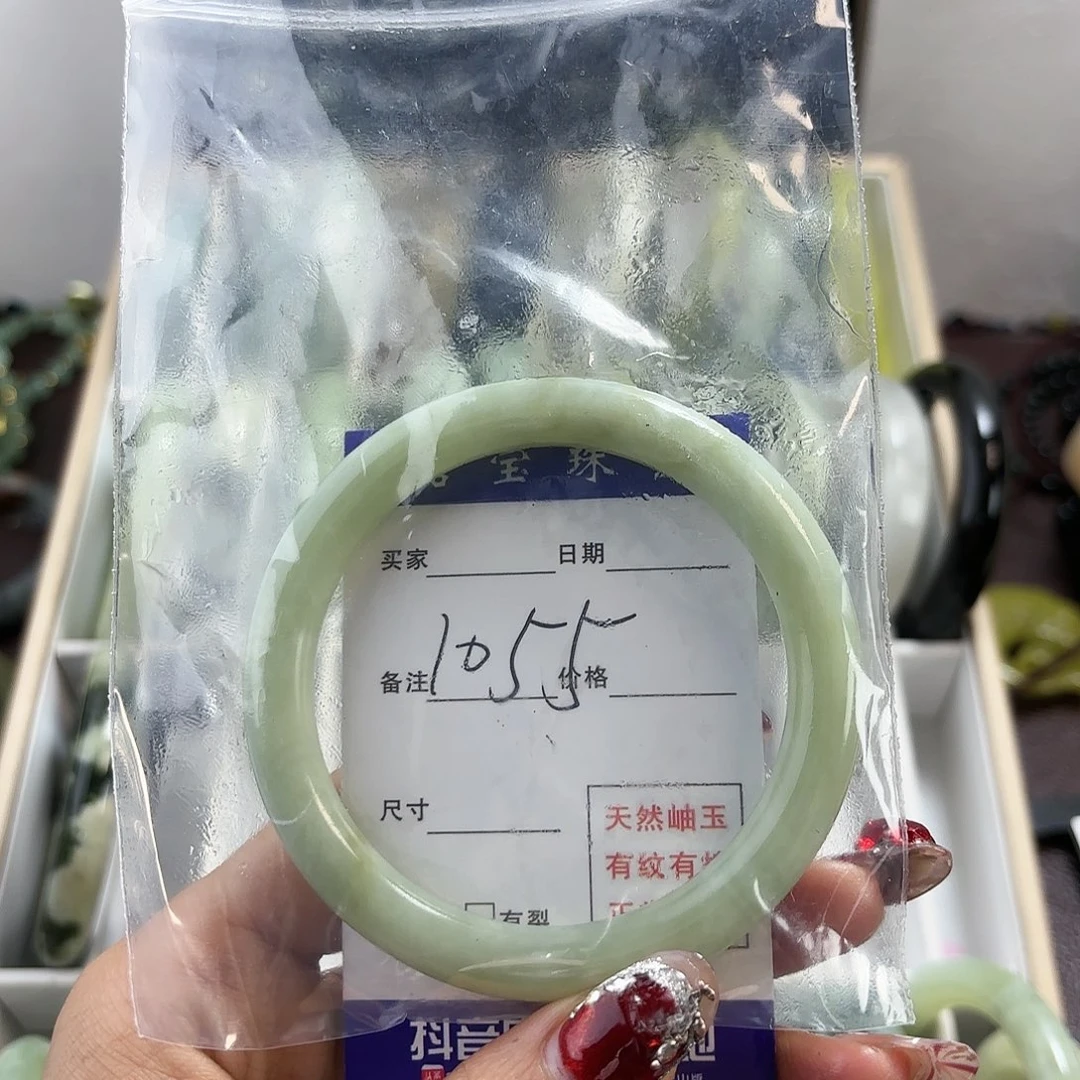 宝珠
买家 日期
1055
备注 价格
尺寸
天然岫玉
有纹有
□有裂
抖音